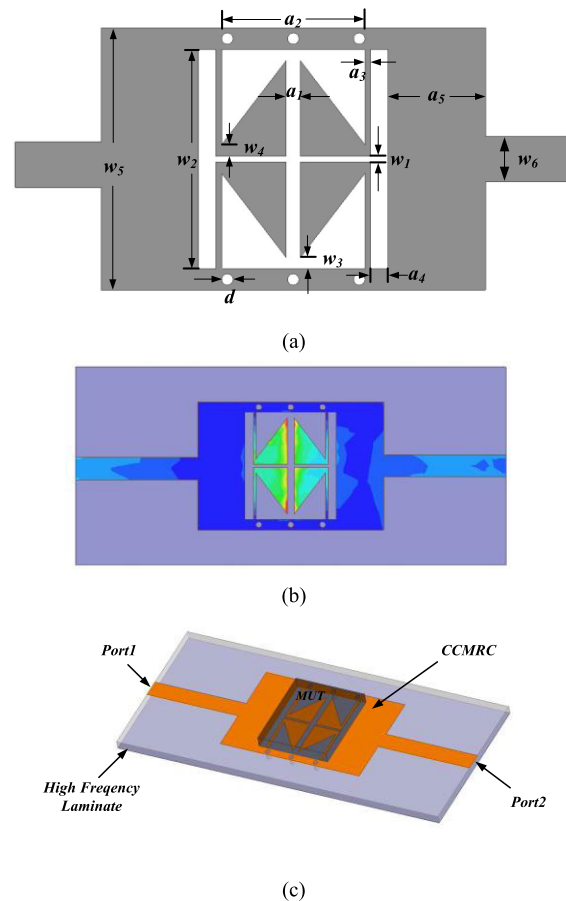 a2
a3
a1
a5
w4
w5
w2
w1
w6
w3
a4
d
(a)
(b)
Port1
CCMRC
MUT
High Freqency
Laminate
Port2
(c)